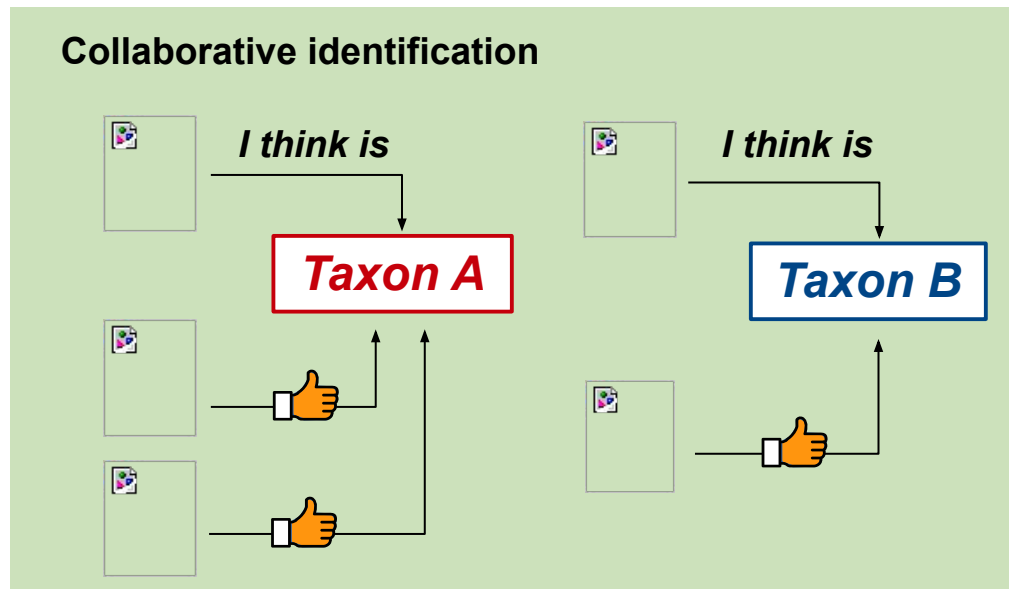 Collaborative identification
I think is
I think is
Taxon A
Taxon B